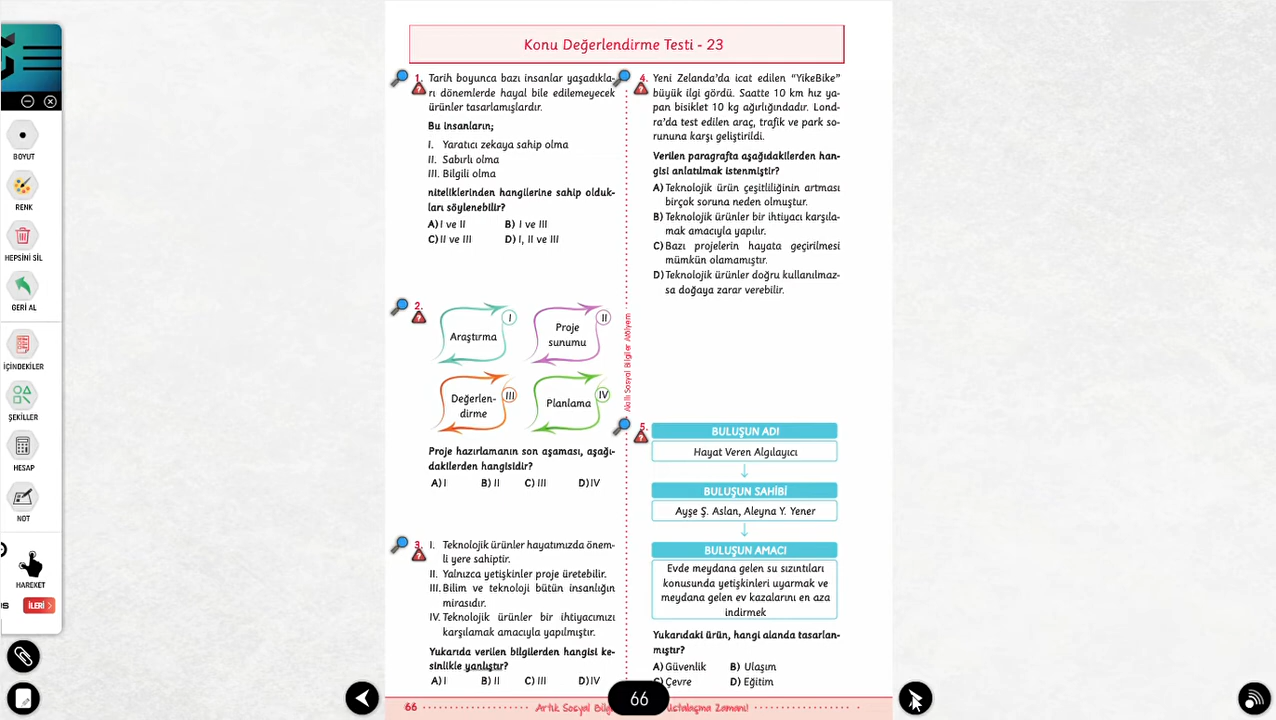 Konu Değerlendirme Testi - 23
1. Tarih boyunca bazı insanlar yaşadıkla-
rı dönemlerde hayal bile edilemeyecek
ürünler tasarlamışlardır.
Bu insanların;
I. Yaratıcı zekaya sahip olma
II. Sabırlı olma
III. Bilgili olma
niteliklerinden hangilerine sahip olduk-
ları söylenebilir?
A) I ve II B) I ve III
C) II ve III D) I, II ve III
2.
Araştırma I
Proje
sunumu II
Değerlen-
dirme III
Planlama IV
Proje hazırlamanın son aşaması, aşağı-
dakilerden hangisidir?
A) I B) II C) III D) IV
3. I. Teknolojik ürünler hayatımızda önem-
li yere sahiptir.
II. Yalnızca yetişkinler proje üretebilir.
III. Bilim ve teknoloji bütün insanlığın
mirasıdır.
IV. Teknolojik ürünler bir ihtiyacımızı
karşılamak amacıyla yapılmıştır.
Yukarıda verilen bilgilerden hangisi ke-
sinlikle yanlıştır?
A) I B) II C) III D) IV
Akıllı Sosyal Bilgiler Atölyem
4. Yeni Zelanda'da icat edilen "YikeBike"
büyük ilgi gördü. Saatte 10 km hız ya-
pan bisiklet 10 kg ağırlığındadır. Lond-
ra'da test edilen araç, trafik ve park so-
rununa karşı geliştirildi.
Verilen paragrafta aşağıdakilerden han-
gisi anlatılmak istenmiştir?
A) Teknolojik ürün çeşitliliğinin artması
birçok soruna neden olmuştur.
B) Teknolojik ürünler bir ihtiyacı karşıla-
mak amacıyla yapılır.
C) Bazı projelerin hayata geçirilmesi
mümkün olamamıştır.
D) Teknolojik ürünler doğru kullanılmaz-
sa doğaya zarar verebilir.
5.
BULUŞUN ADI
Hayat Veren Algılayıcı
BULUŞUN SAHİBİ
Ayşe Ş. Aslan, Aleyna Y. Yener
BULUŞUN AMACI
Evde meydana gelen su sızıntıları
konusunda yetişkinleri uyarmak ve
meydana gelen ev kazalarını en aza
indirmek
Yukarıdaki ürün, hangi alanda tasarlan-
mıştır?
A) Güvenlik B) Ulaşım
C) Çevre D) Eğitim
66 Artık Sosyal Ustalaşma Zamanı!
66
BOYUT
RENK
HEPSİNİ SİL
GERİ AL
İÇİNDEKİLER
ŞEKİLLER
HESAP
NOT
HAREKET
İLERİ >